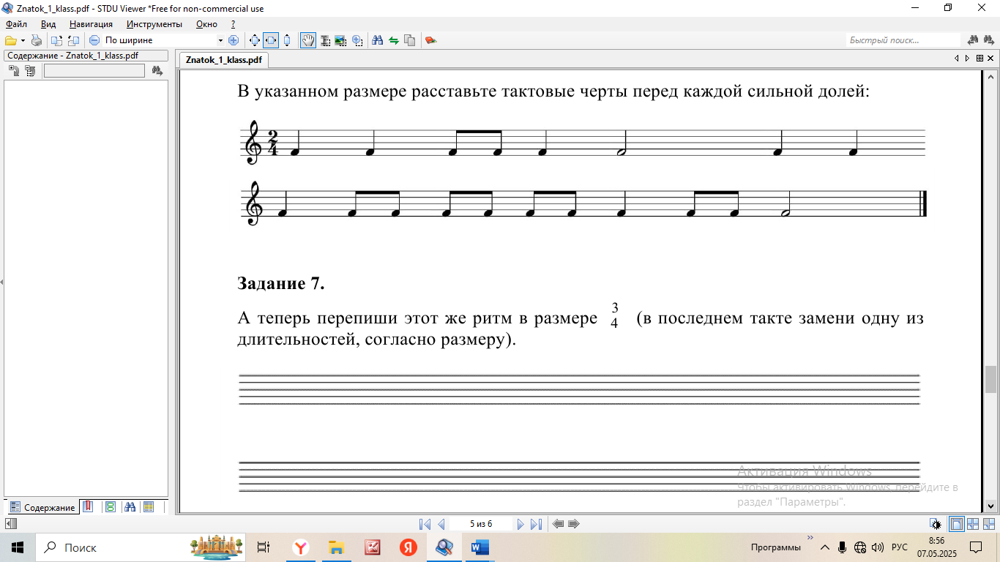 Znatok_1_klass.pdf - STDU Viewer *Free for non-commercial use
Файл Вид Навигация Инструменты Окно ?
По ширине
Быстрый поиск...
Содержание - Znatok_1_klass.pdf
Znatok_1_klass.pdf
В указанном размере расставьте тактовые черты перед каждой сильной долей:
2
4
Задание 7.
А теперь перепиши этот же ритм в размере 3/4 (в последнем такте замени одну из
длительностей, согласно размеру).
Активация Windows
Чтобы активировать Windows, перейдите в
раздел "Параметры".
Содержание
5 из 6
Поиск
Программы
РУС
8:56
07.05.2025